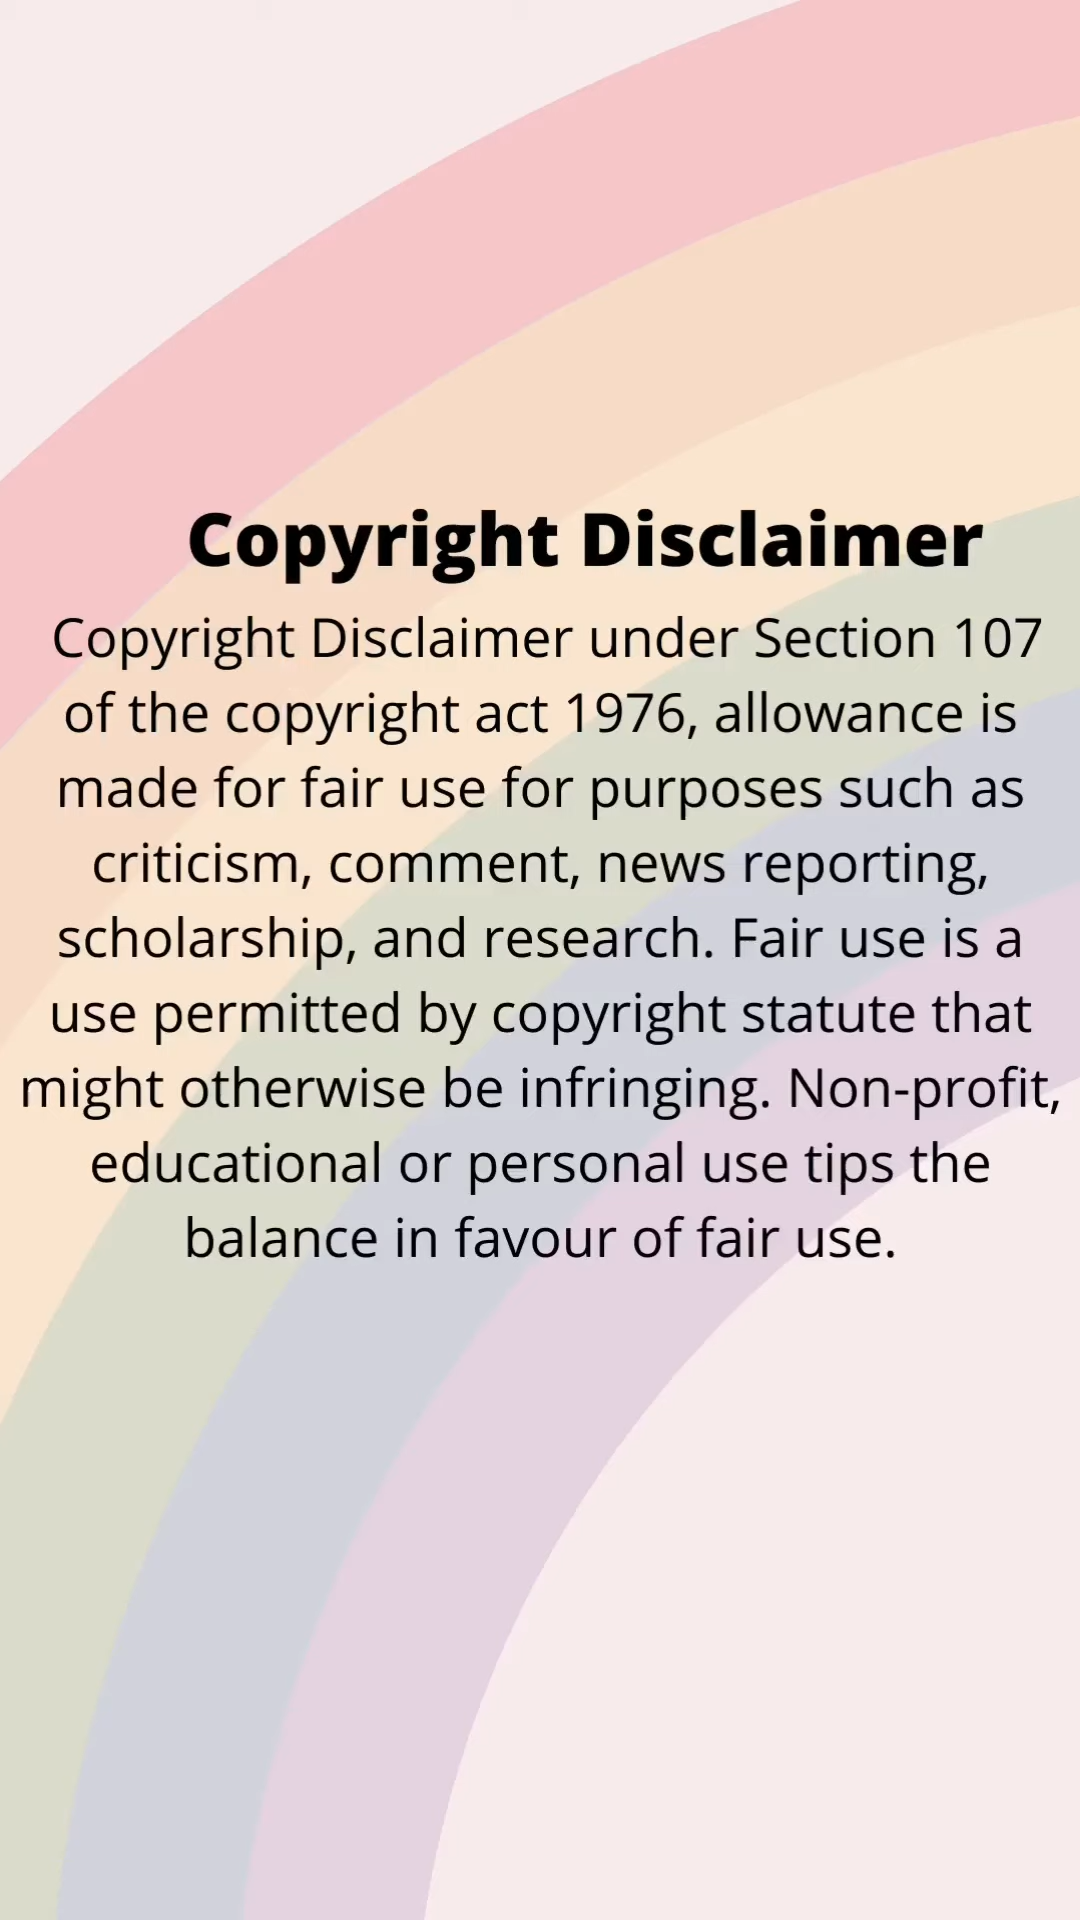 Copyright Disclaimer
Copyright Disclaimer under Section 107
of the copyright act 1976, allowance is
made for fair use for purposes such as
criticism, comment, news reporting,
scholarship, and research. Fair use is a
use permitted by copyright statute that
might otherwise be infringing. Non-profit,
educational or personal use tips the
balance in favour of fair use.